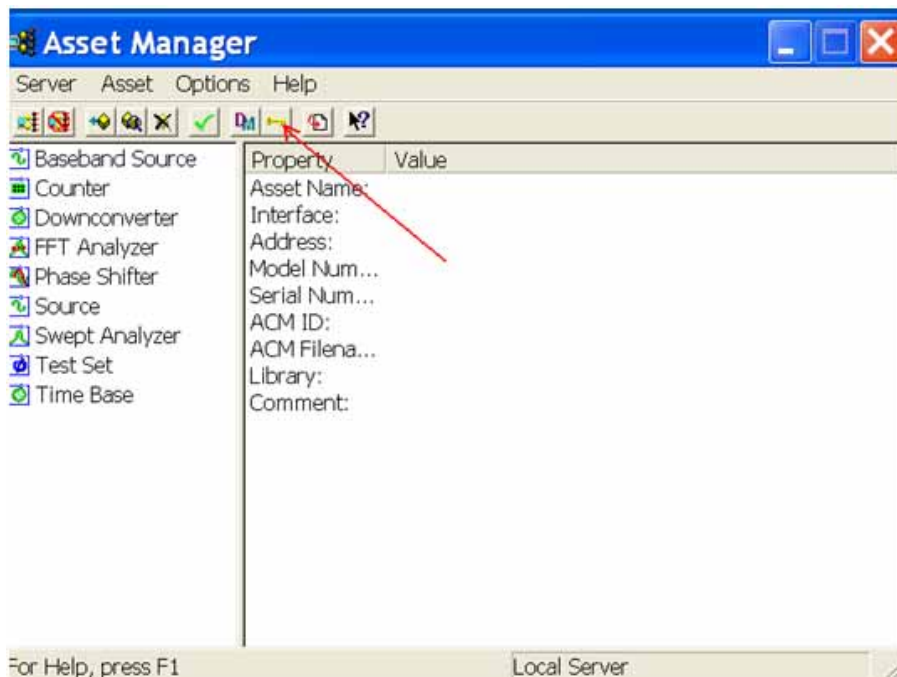 Asset Manager
Server Asset Options Help
Baseband Source
Counter
Downconverter
FFT Analyzer
Phase Shifter
Source
Swept Analyzer
Test Set
Time Base
Property Value
Asset Name:
Interface:
Address:
Model Num...
Serial Num...
ACM ID:
ACM Filena...
Library:
Comment:
For Help, press F1
Local Server